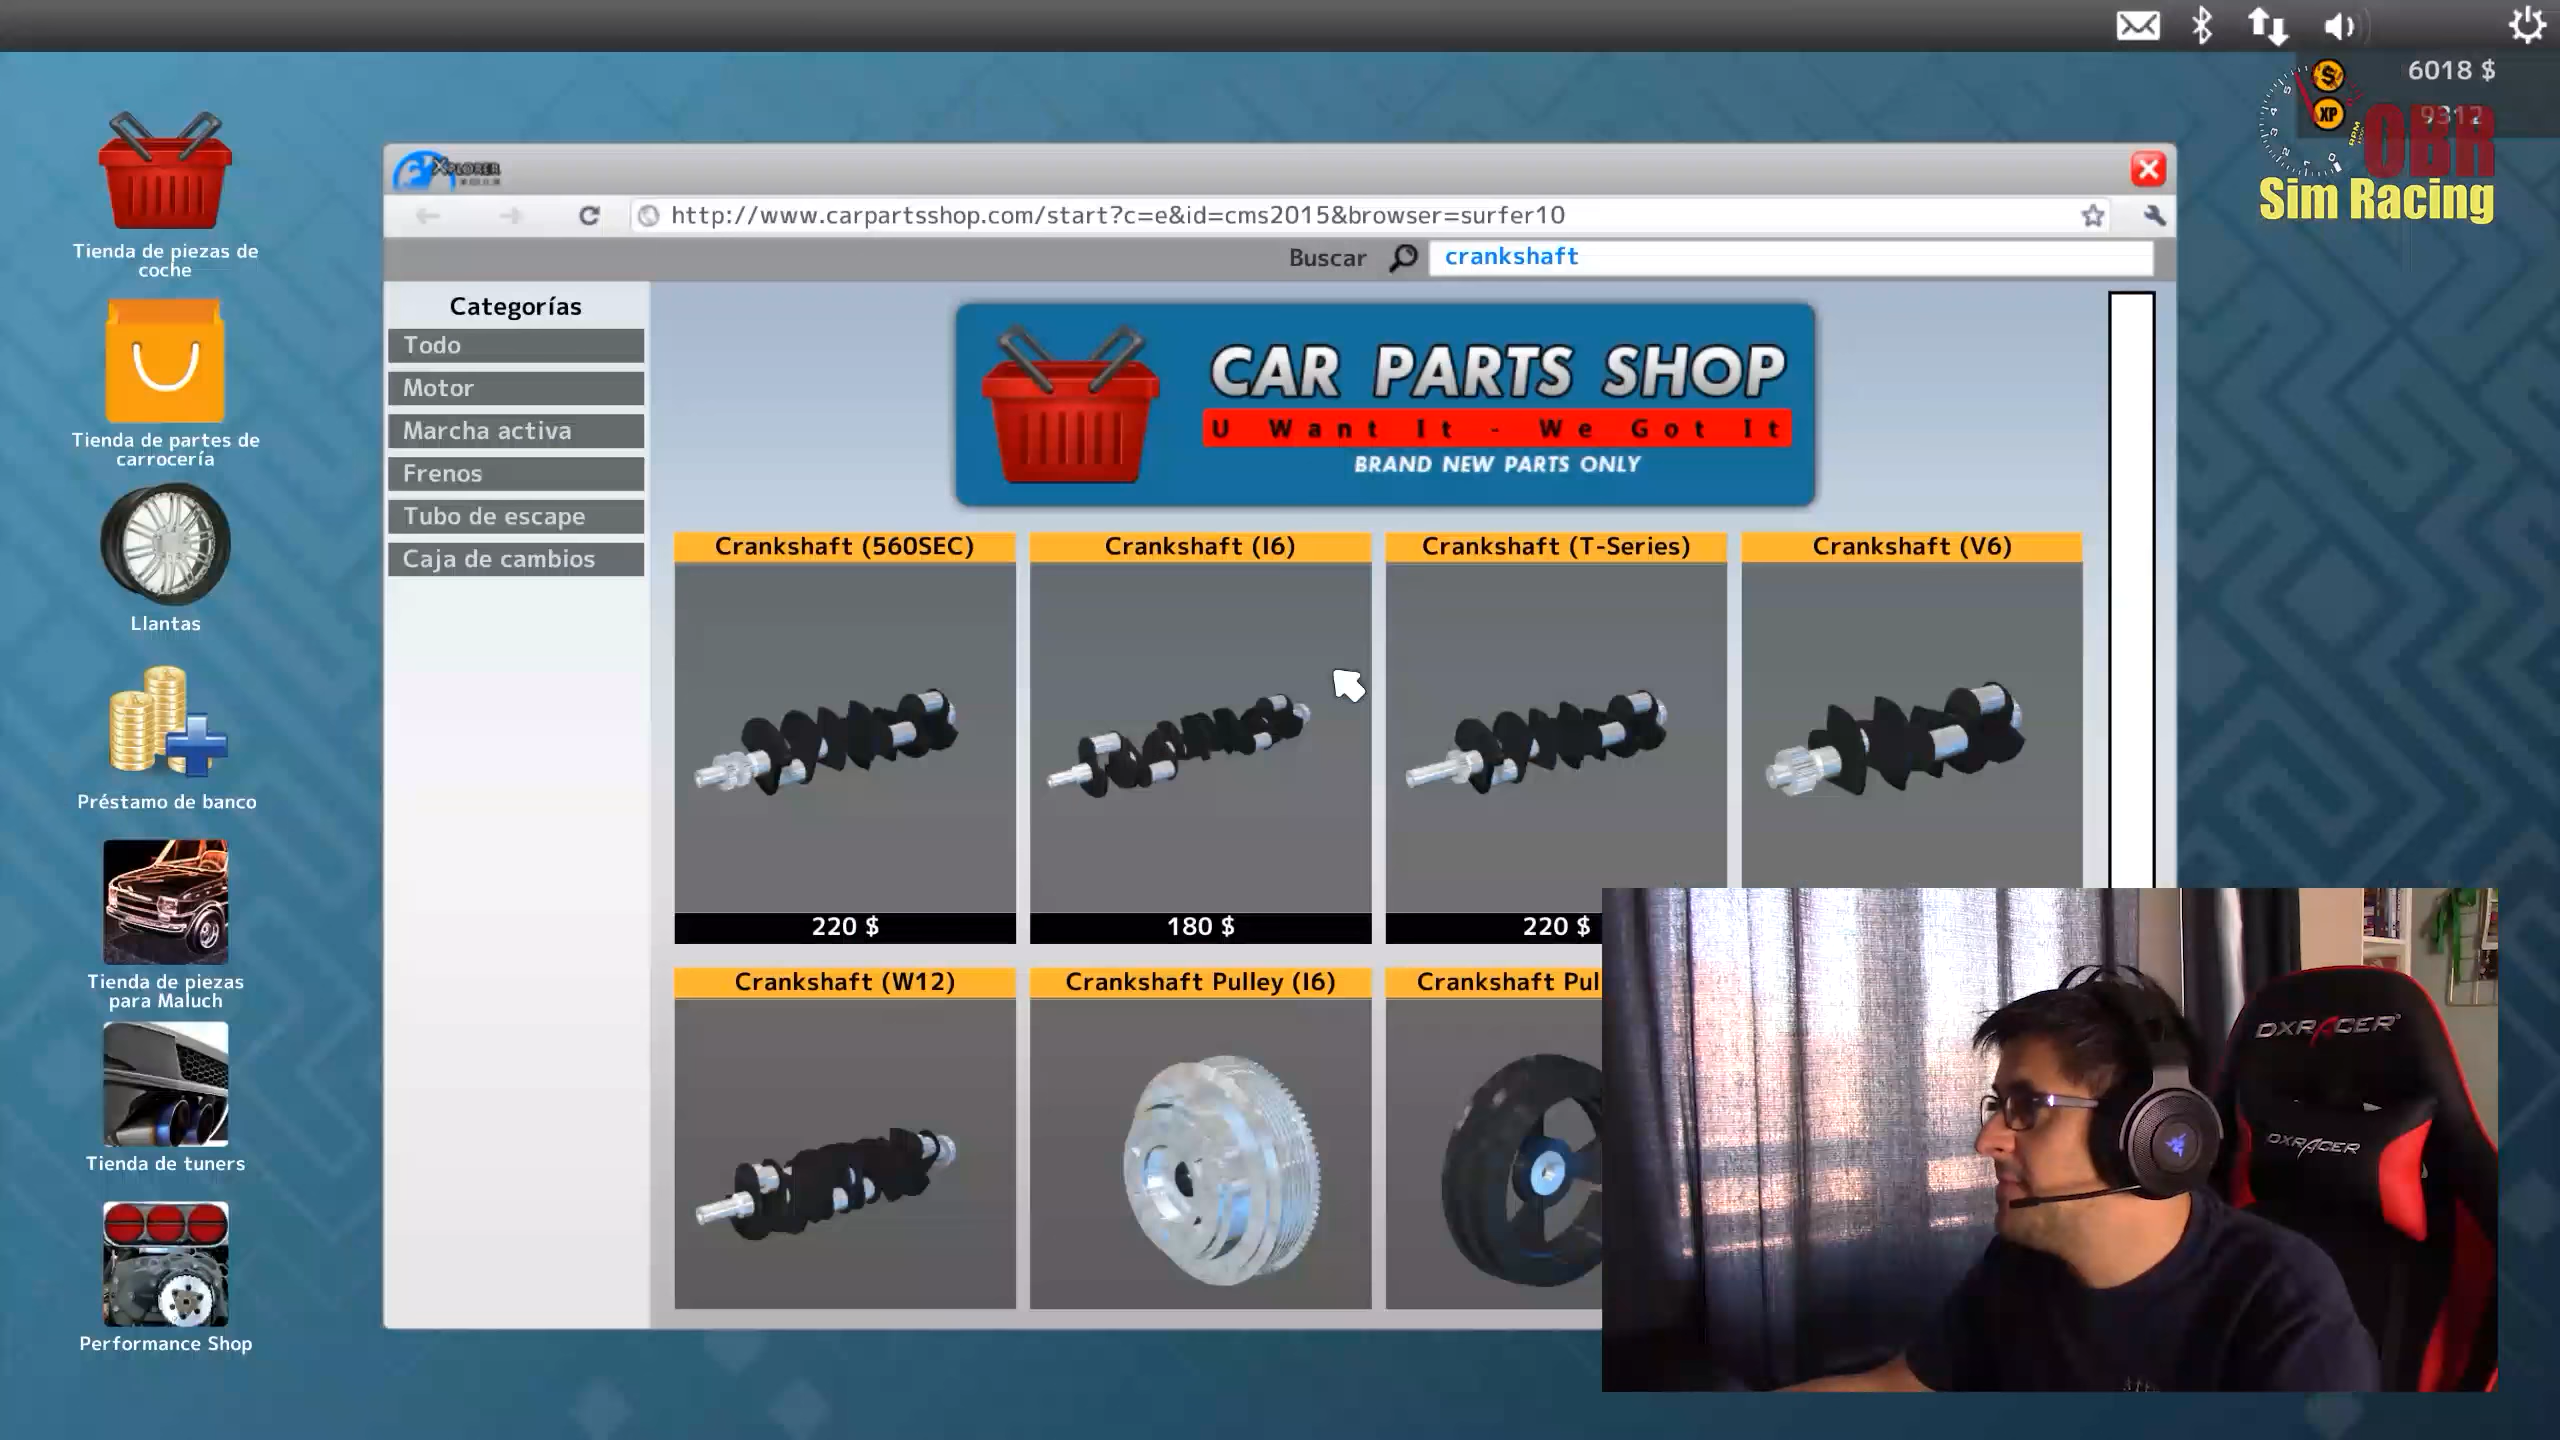 6018 $
XP
9312
OBR
Sim Racing
RPM
Tienda de piezas de
coche
Tienda de partes de
carrocería
Llantas
Préstamo de banco
Tienda de piezas
para Maluch
Tienda de tuners
Performance Shop
XPLORER
http://www.carpartsshop.com/start?c=e&id=cms2015&browser=surfer10
Buscar
crankshaft
Categorías
Todo
Motor
Marcha activa
Frenos
Tubo de escape
Caja de cambios
CAR PARTS SHOP
U Want It - We Got It
BRAND NEW PARTS ONLY
Crankshaft (560SEC)
Crankshaft (I6)
Crankshaft (T-Series)
Crankshaft (V6)
220 $
180 $
220 $
Crankshaft (W12)
Crankshaft Pulley (I6)
Crankshaft Pul
DXRACER
DXRACER